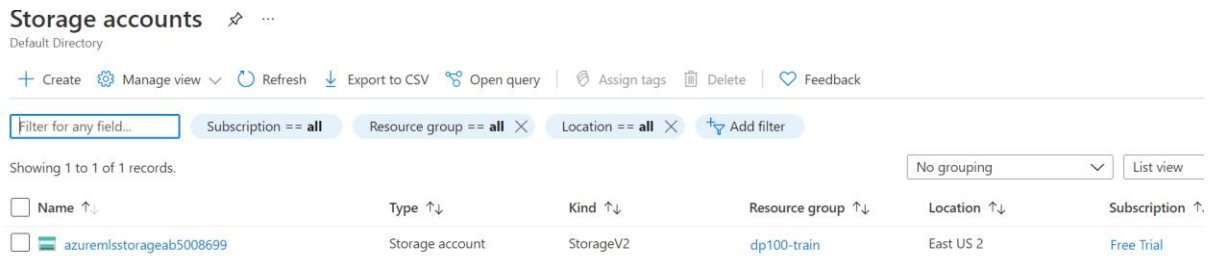 Storage accounts ...
Default Directory
Create Manage view Refresh Export to CSV Open query Assign tags Delete Feedback
Filter for any field... Subscription == all Resource group == all Location == all Add filter
Showing 1 to 1 of 1 records. No grouping List view
Name Type Kind Resource group Location Subscription
azuremlsstorageab5008699 Storage account StorageV2 dp100-train East US 2 Free Trial